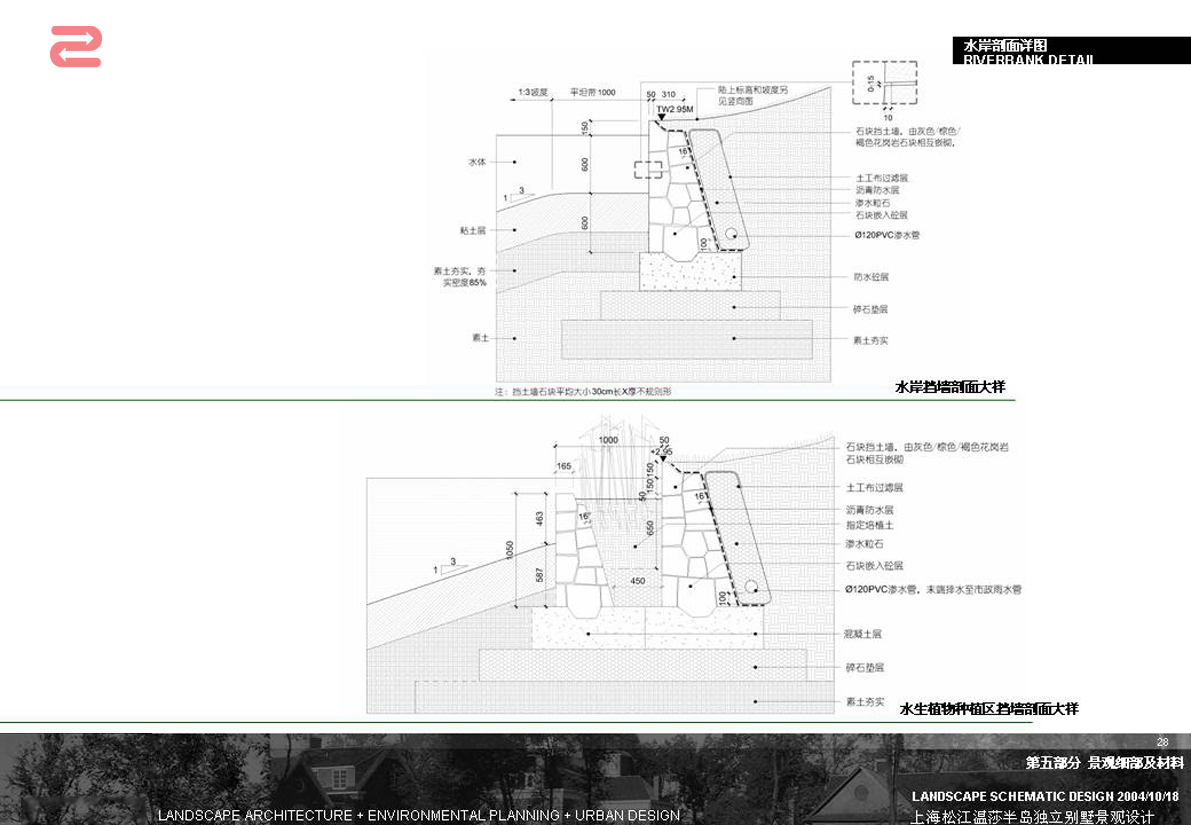 水岸剖面详图
RIVERBANK DETAIL
1:3坡度
平坦带1000
50
310
陆上标高和坡度另
见竖向图
TW2.95M
0-15
10
150
石块挡土墙，由灰色/棕色/
褐色花岗岩石块相互嵌砌，
水体
600
16
土工布过滤层
沥青防水层
渗水粒石
石块嵌入砼层
1
3
粘土层
600
100
Ø120PVC渗水管
素土夯实，夯
实密度85%
防水砼层
碎石垫层
素土
素土夯实
注：挡土墙石块平均大小30cm长X厚不规则形
水岸挡墙剖面大样
1000
50
+2.95
165
150
150
50
石块挡土墙，由灰色/棕色/褐色花岗岩
石块相互嵌砌
土工布过滤层
16
16
沥青防水层
指定培植土
463
650
渗水粒石
1050
1
3
石块嵌入砼层
587
450
100
Ø120PVC渗水管，末端排水至市政雨水管
混凝土层
碎石垫层
素土夯实
水生植物种植区挡墙剖面大样
28
第五部分 景观细部及材料
LANDSCAPE SCHEMATIC DESIGN 2004/10/18
LANDSCAPE ARCHITECTURE + ENVIRONMENTAL PLANNING + URBAN DESIGN
上海松江温莎半岛独立别墅景观设计